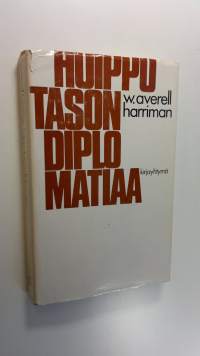 HUIPPU
w.averell
TASON
harriman
DIPLO
MATIAA
kirjayhtymä